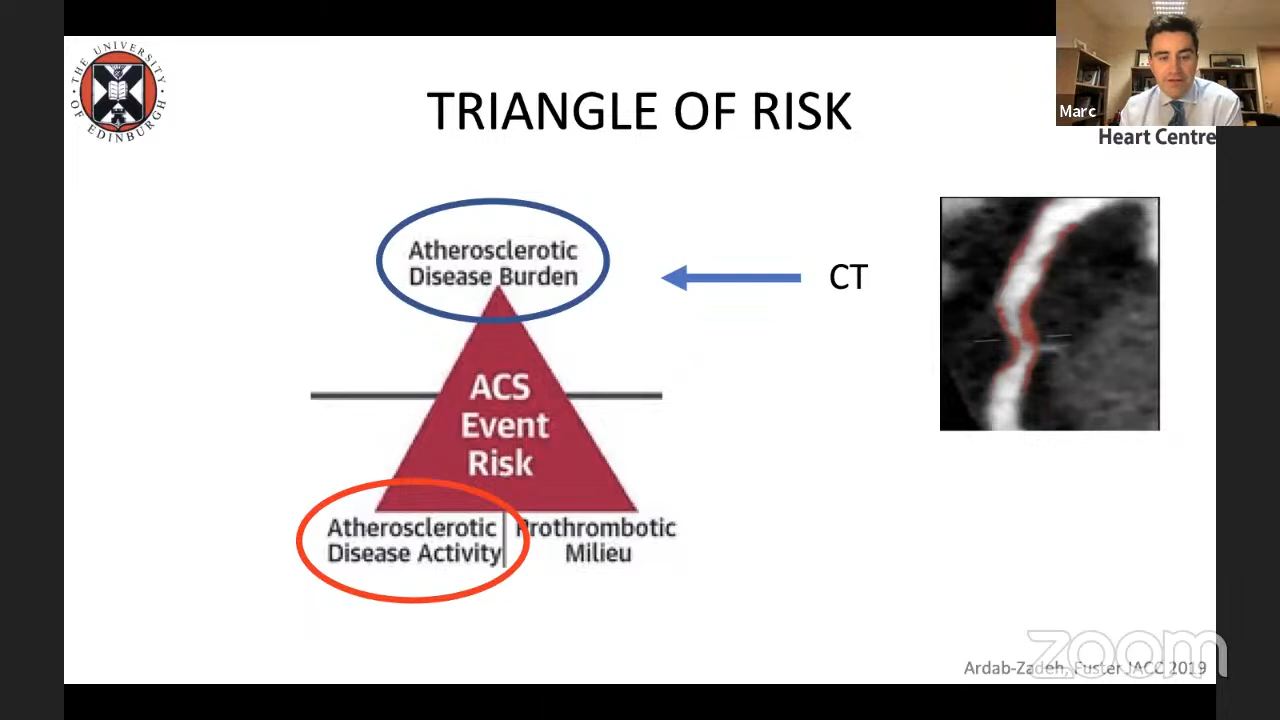 THE UNIVERSITY OF EDINBURGH
TRIANGLE OF RISK
Marc
Heart Centre
Atherosclerotic
Disease Burden
CT
ACS
Event
Risk
Atherosclerotic
Disease Activity
Prothrombotic
Milieu
zoom
Ardab-Zadeh, Fuster JACC 2019